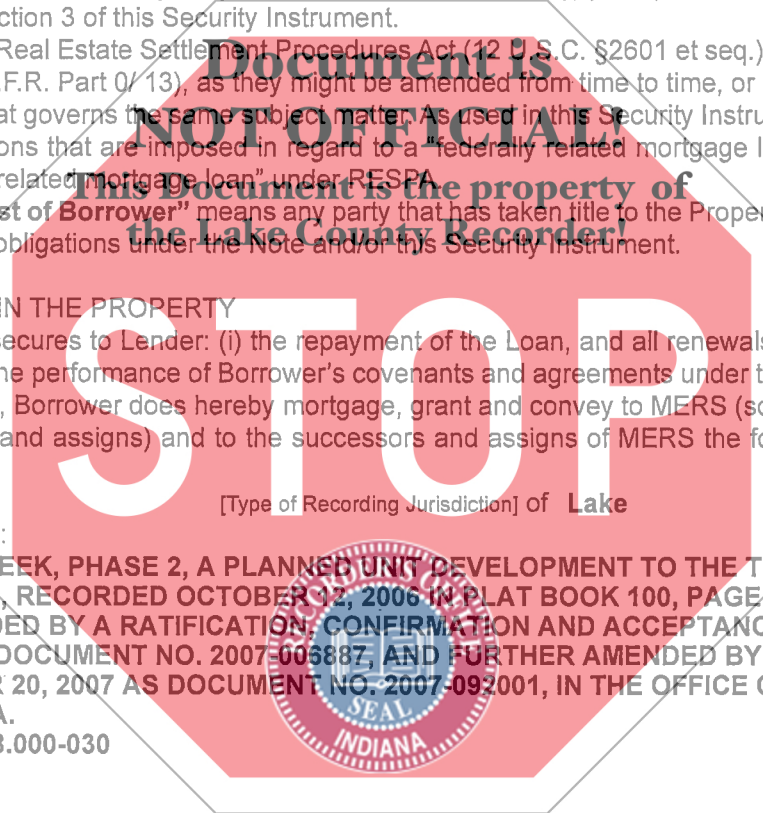 ction 3 of this Security Instrument.
Real Estate Settlement Procedures Act (12 U.S.C. §2601 et seq.)
Document is
.F.R. Part 0/ 13), as they might be amended from time to time, or
at governs the same subject matter. As used in this Security Instru
NOT OFFICIAL!
ons that are imposed in regard to a "federally related mortgage l
related mortgage loan" under RESPA.
This Document is the property of
st of Borrower" means any party that has taken title to the Proper
the Lake County Recorder!
obligations under the Note and/or this Security Instrument.
IN THE PROPERTY
ecures to Lender: (i) the repayment of the Loan, and all renewals
he performance of Borrower's covenants and agreements under t
, Borrower does hereby mortgage, grant and convey to MERS (so
and assigns) and to the successors and assigns of MERS the fo
STOP
[Type of Recording Jurisdiction] of Lake
:
EEK, PHASE 2, A PLANNED UNIT DEVELOPMENT TO THE T
, RECORDED OCTOBER 12, 2006 IN PLAT BOOK 100, PAGE
DED BY A RATIFICATION, CONFIRMATION AND ACCEPTANC
DOCUMENT NO. 2007-006887, AND FURTHER AMENDED BY
R 20, 2007 AS DOCUMENT NO. 2007-092001, IN THE OFFICE O
A.
3.000-030
SEAL
INDIANA